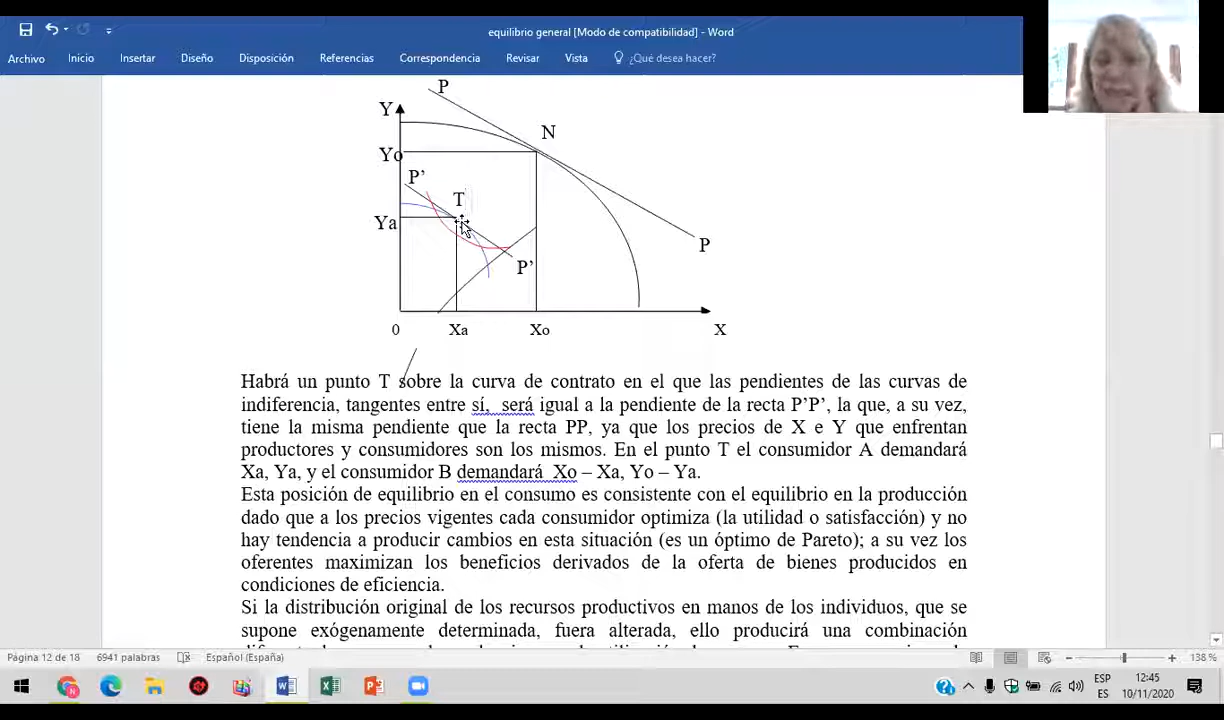 equilibrio general [Modo de compatibilidad] - Word
Archivo Inicio Insertar Diseño Disposición Referencias Correspondencia Revisar Vista ¿Qué desea hacer?
P
Y
N
Yo
P’
T
Ya
P
P’
0 Xa Xo X
Habrá un punto T sobre la curva de contrato en el que las pendientes de las curvas de
indiferencia, tangentes entre sí, será igual a la pendiente de la recta P’P’, la que, a su vez,
tiene la misma pendiente que la recta PP, ya que los precios de X e Y que enfrentan
productores y consumidores son los mismos. En el punto T el consumidor A demandará
Xa, Ya, y el consumidor B demandará Xo – Xa, Yo – Ya.
Esta posición de equilibrio en el consumo es consistente con el equilibrio en la producción
dado que a los precios vigentes cada consumidor optimiza (la utilidad o satisfacción) y no
hay tendencia a producir cambios en esta situación (es un óptimo de Pareto); a su vez los
oferentes maximizan los beneficios derivados de la oferta de bienes producidos en
condiciones de eficiencia.
Si la distribución original de los recursos productivos en manos de los individuos, que se
supone exógenamente determinada, fuera alterada, ello producirá una combinación
Página 12 de 18 6941 palabras Español (España) 138 %
ESP 12:45
ES 10/11/2020